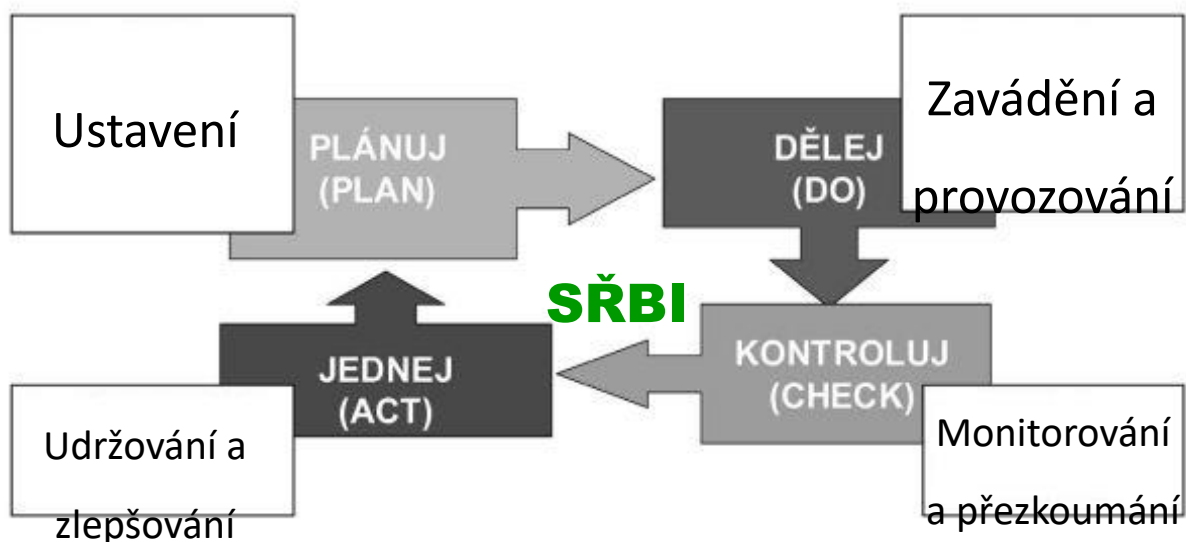 Ustavení
PLÁNUJ
(PLAN)
DĚLEJ
(DO)
Zavádění a
provozování
SŘBI
JEDNEJ
(ACT)
Udržování a
zlepšování
KONTROLUJ
(CHECK)
Monitorování
a přezkoumání